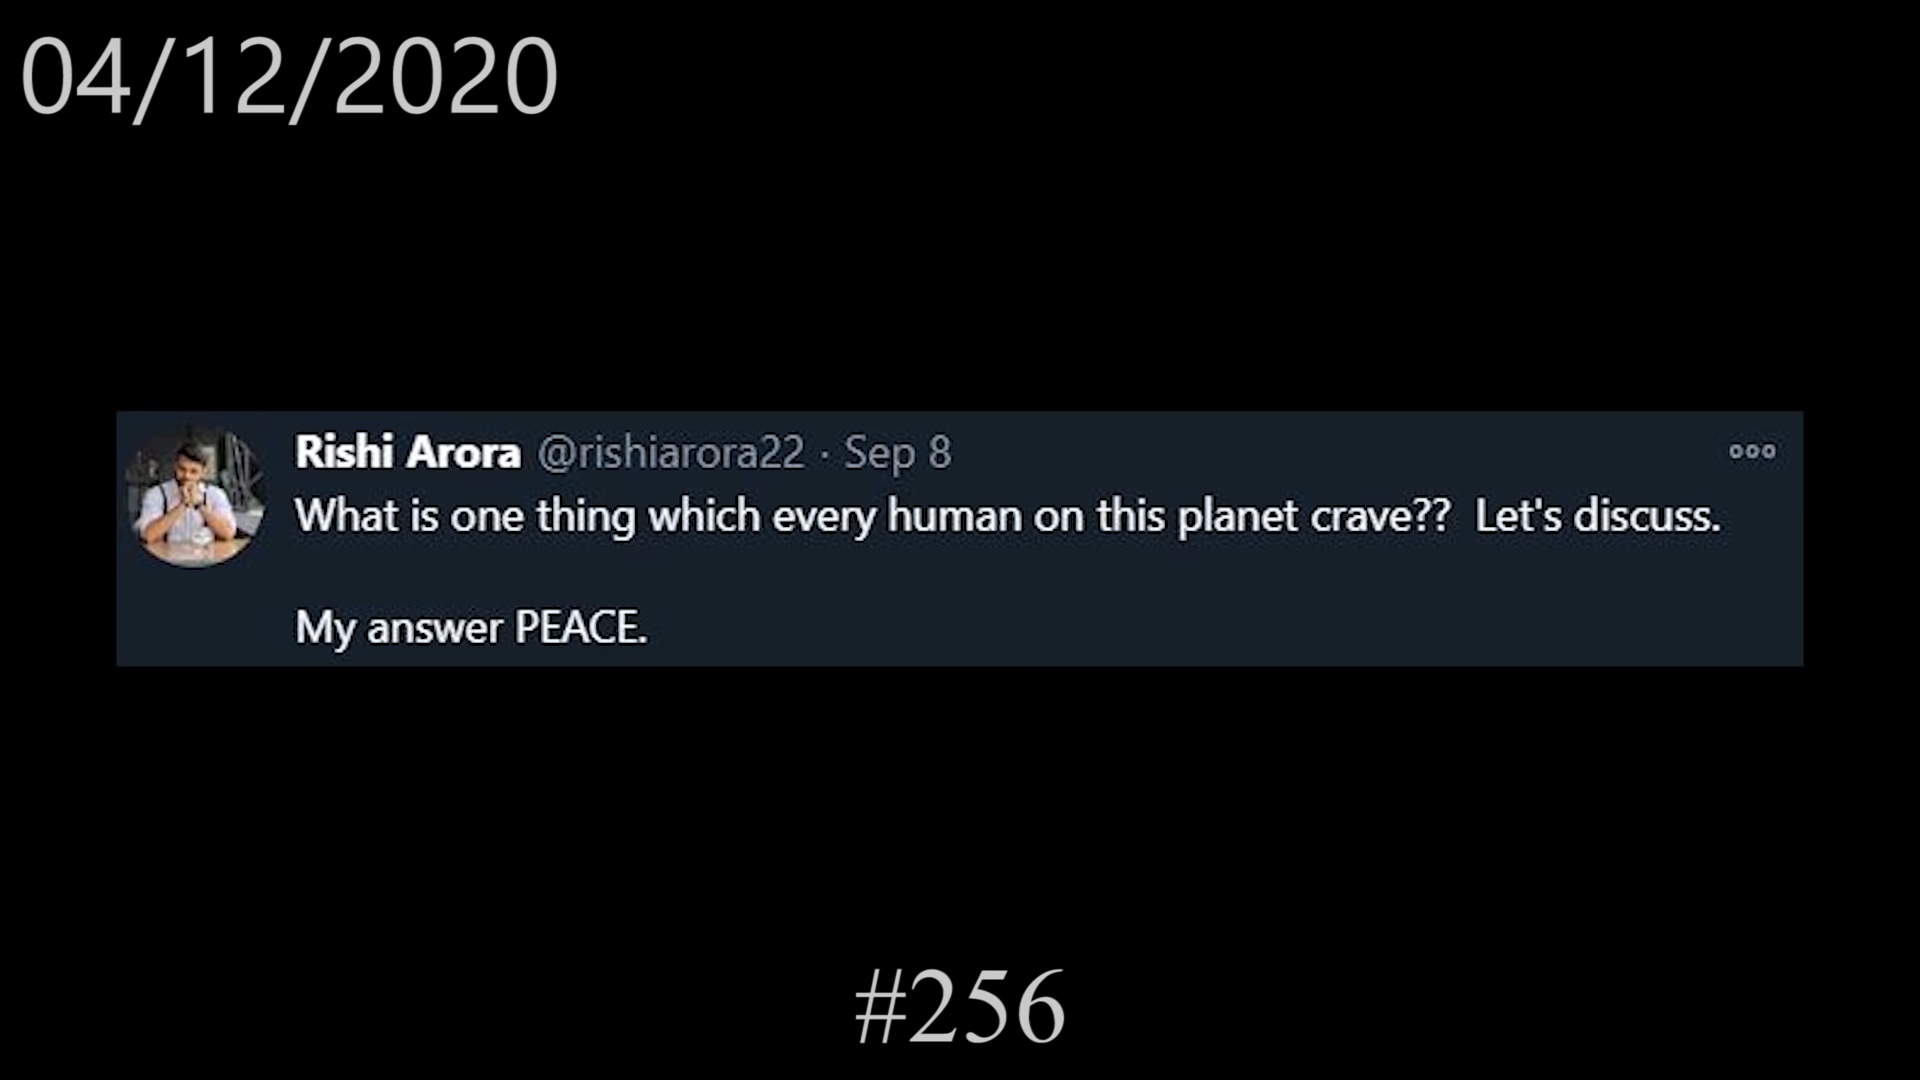 04/12/2020
Rishi Arora @rishiarora22 · Sep 8
What is one thing which every human on this planet crave??  Let's discuss.
My answer PEACE.
#256